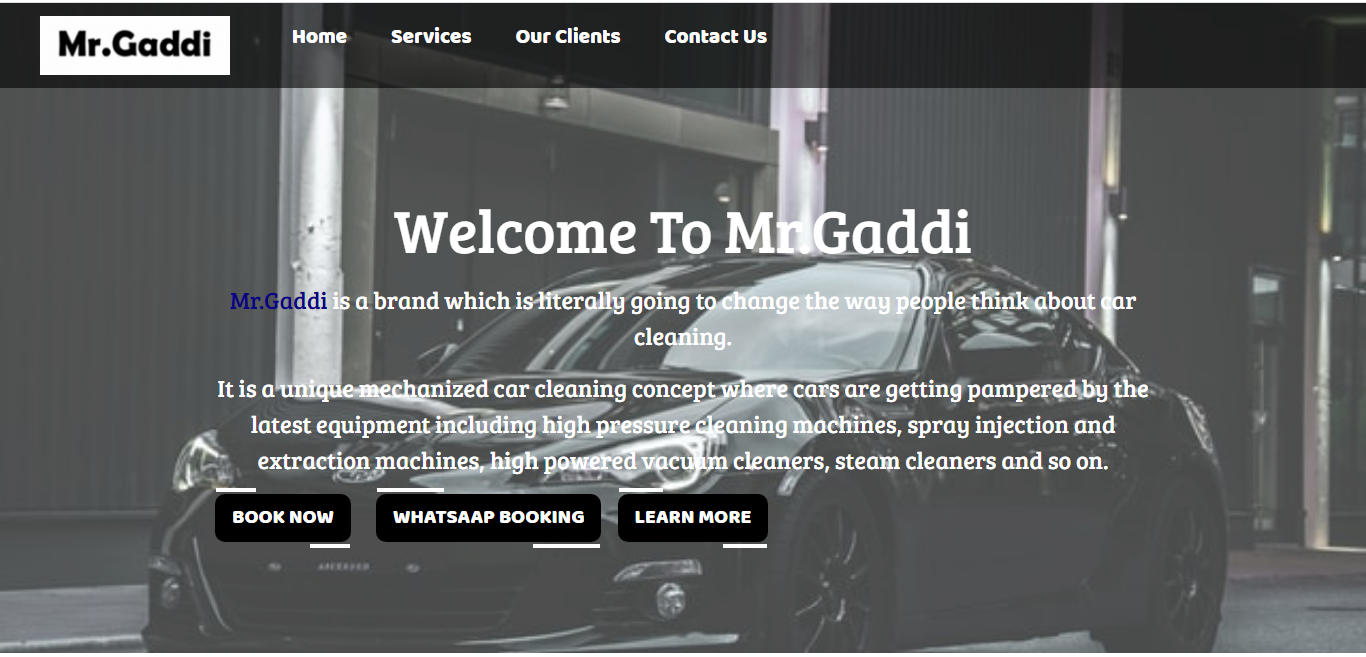 Mr.Gaddi
Home Services Our Clients Contact Us
Welcome To Mr.Gaddi
Mr.Gaddi is a brand which is literally going to change the way people think about car
cleaning.
It is a unique mechanized car cleaning concept where cars are getting pampered by the
latest equipment including high pressure cleaning machines, spray injection and
extraction machines, high powered vacuum cleaners, steam cleaners and so on.
BOOK NOW WHATSAAP BOOKING LEARN MORE